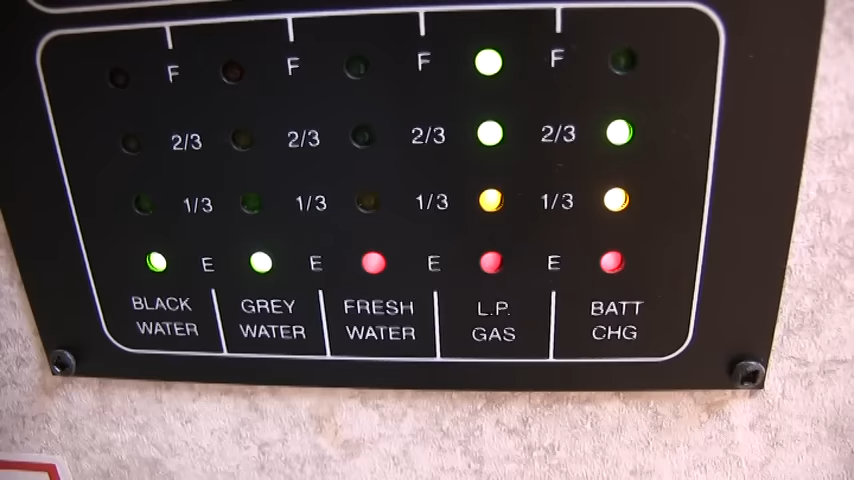 F F F F
2/3 2/3 2/3 2/3
1/3 1/3 1/3 1/3
E E E E
BLACK WATER
GREY WATER
FRESH WATER
L.P. GAS
BATT CHG